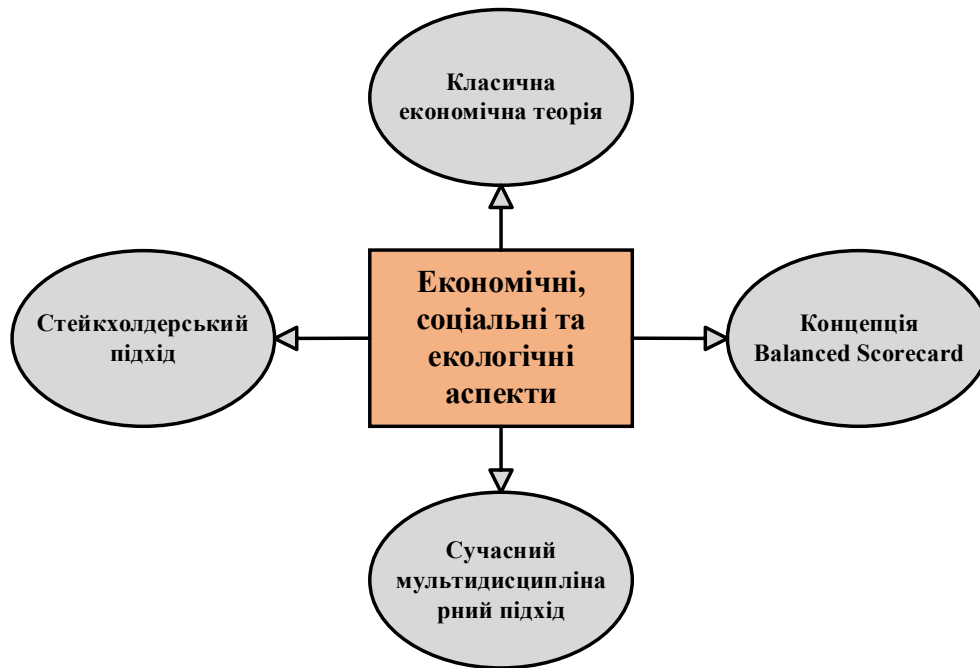 Класична
економічна теорія
Стейкхолдерський
підхід
Економічні,
соціальні та
екологічні
аспекти
Концепція
Balanced Scorecard
Сучасний
мультидисципліна
рний підхід